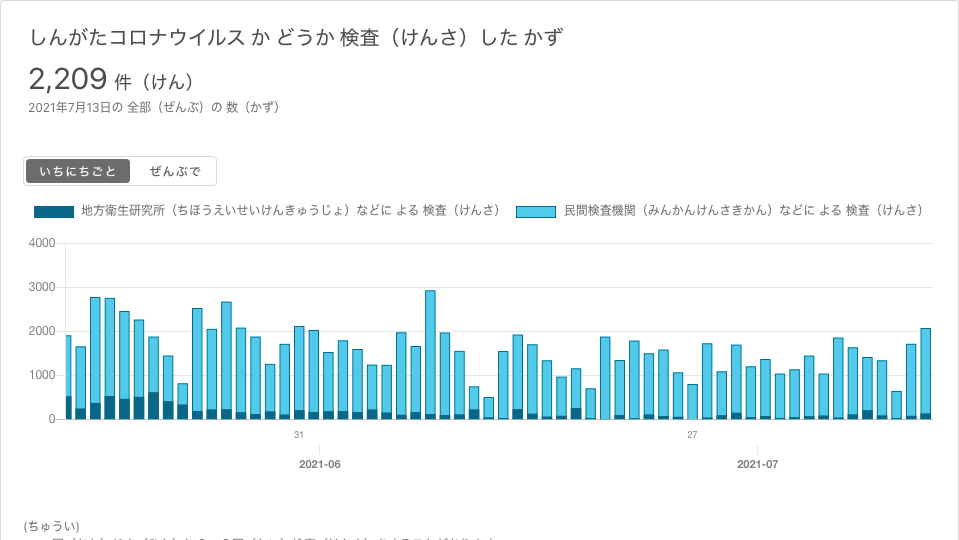 しんがたコロナウイルス か どうか 検査（けんさ）した かず
2,209 件（けん）
2021年7月13日の 全部（ぜんぶ）の 数（かず）
いちにちごと ぜんぶで
地方衛生研究所（ちほうえいせいけんきゅうじょ）などに よる 検査（けんさ） 民間検査機関（みんかんけんさきかん）などに よる 検査（けんさ）
4000
3000
2000
1000
0
31 27
2021-06 2021-07
(ちゅうい)